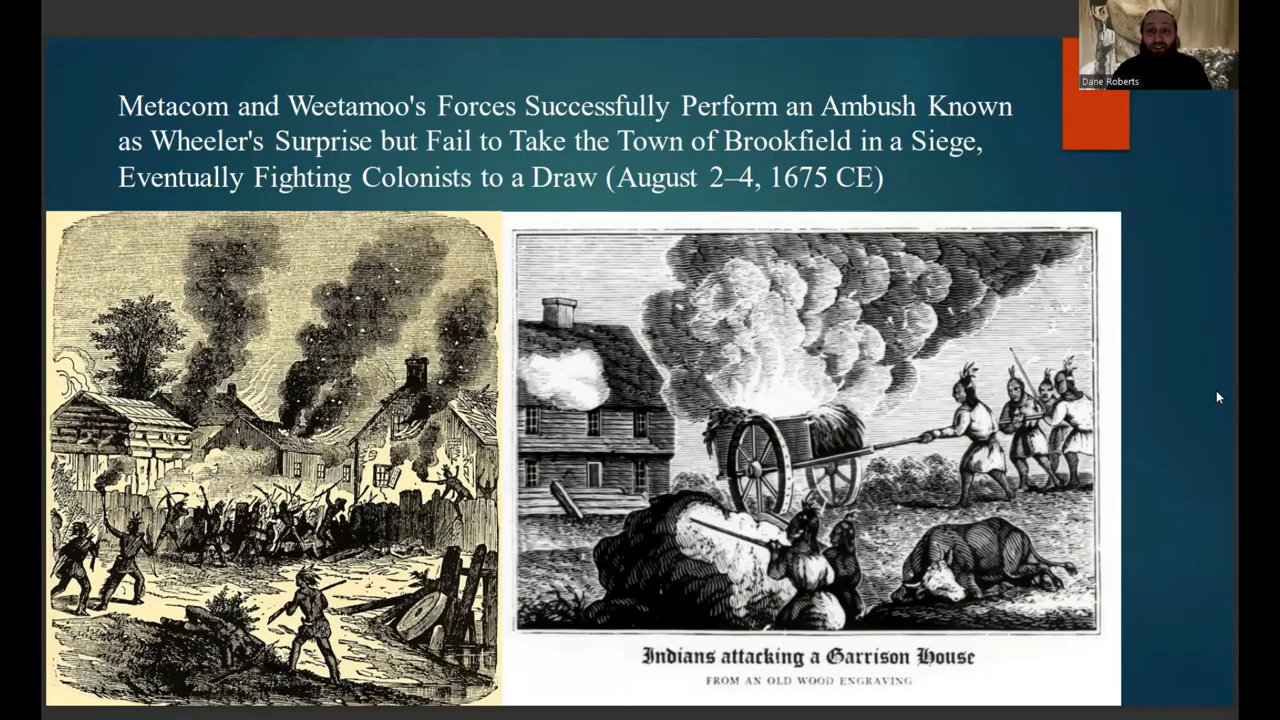 Metacom and Weetamoo's Forces Successfully Perform an Ambush Known
as Wheeler's Surprise but Fail to Take the Town of Brookfield in a Siege,
Eventually Fighting Colonists to a Draw (August 2–4, 1675 CE)
Dane Roberts
Indians attacking a Garrison House
FROM AN OLD WOOD ENGRAVING